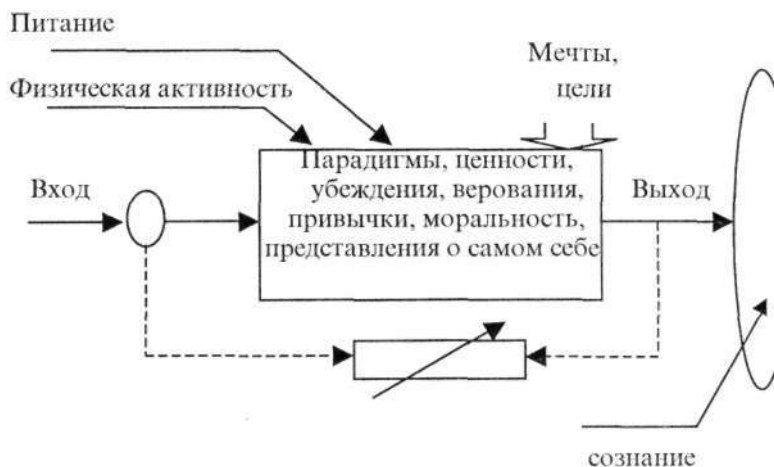 Питание
Мечты,
цели
Физическая активность
Парадигмы, ценности,
убеждения, верования,
привычки, моральность,
представления о самом себе
Вход
Выход
сознание